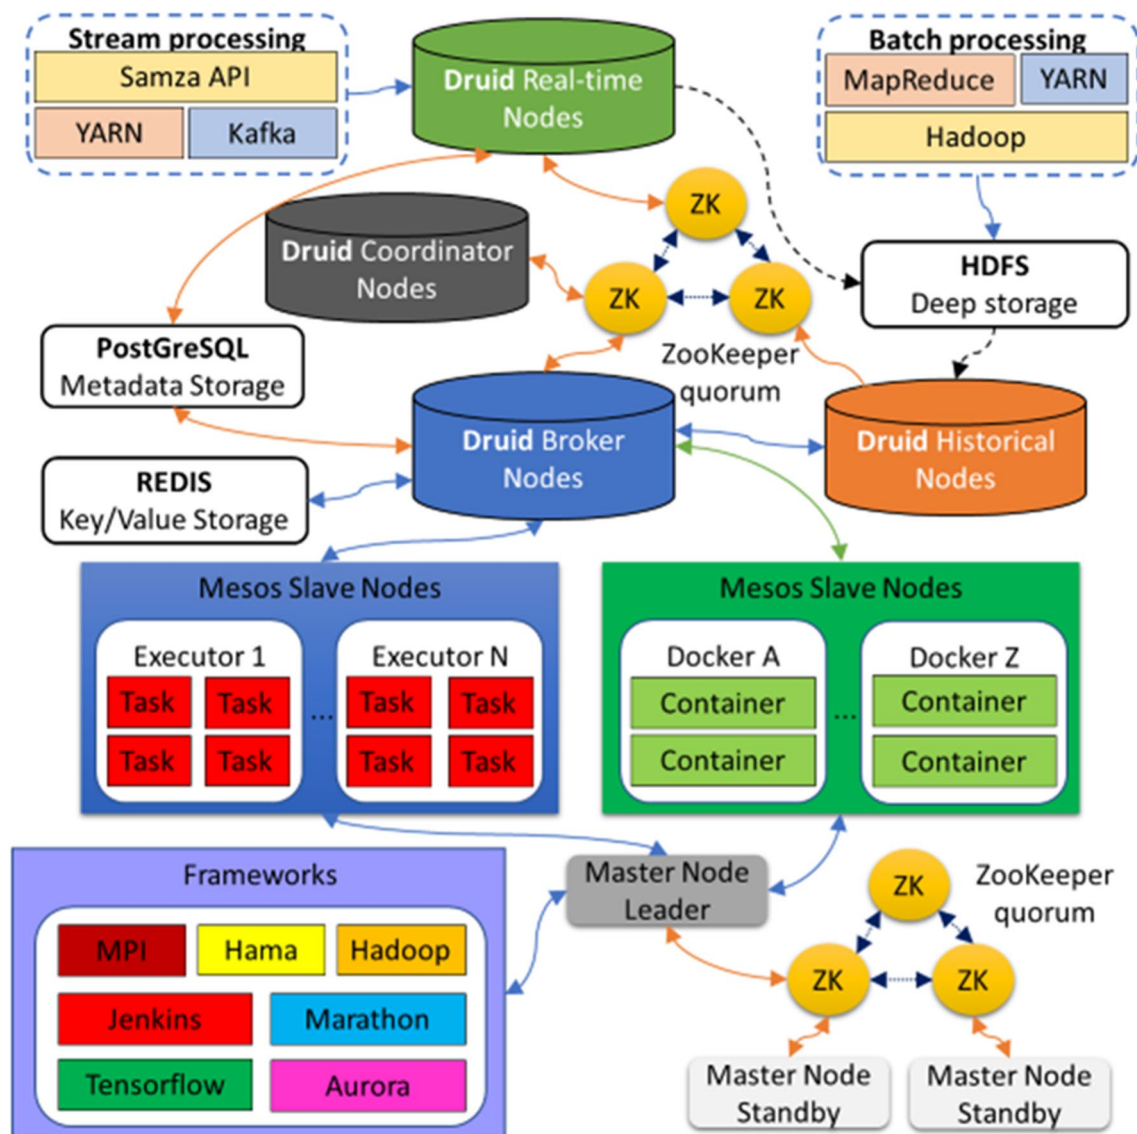 Stream processing
Samza API
YARN
Kafka
Druid Real-time
Nodes
Batch processing
MapReduce
YARN
Hadoop
ZK
Druid Coordinator
Nodes
ZK
ZK
HDFS
Deep storage
PostGreSQL
Metadata Storage
ZooKeeper
quorum
Druid Broker
Nodes
Druid Historical
Nodes
REDIS
Key/Value Storage
Mesos Slave Nodes
Executor 1
Task
Task
Task
Task
...
Executor N
Task
Task
Task
Task
Mesos Slave Nodes
Docker A
Container
Container
...
Docker Z
Container
Container
Frameworks
MPI
Hama
Hadoop
Jenkins
Marathon
Tensorflow
Aurora
Master Node
Leader
ZK
ZooKeeper
quorum
ZK
ZK
Master Node
Standby
Master Node
Standby